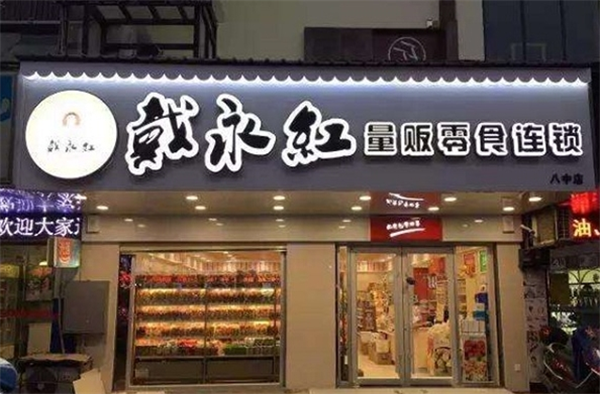 戴永红
戴永红
量贩零食连锁
八中店
欢迎大家
油